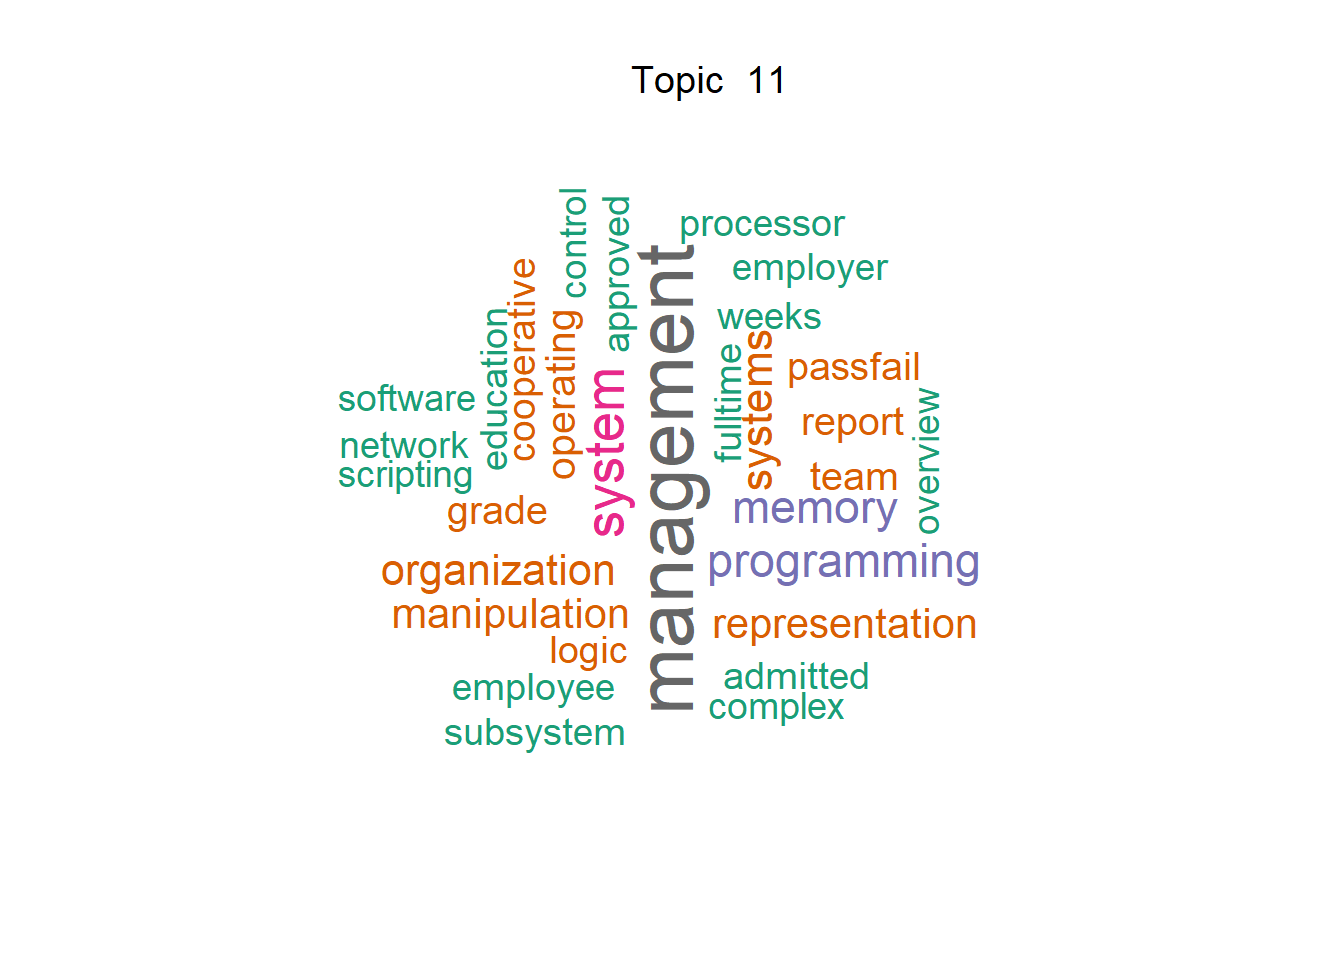 Topic 11
control
approved
processor
cooperative
management
employer
education
operating
weeks
fulltime
systems
system
passfail
software
overview
report
network
scripting
team
memory
grade
programming
organization
manipulation
representation
logic
admitted
employee
complex
subsystem